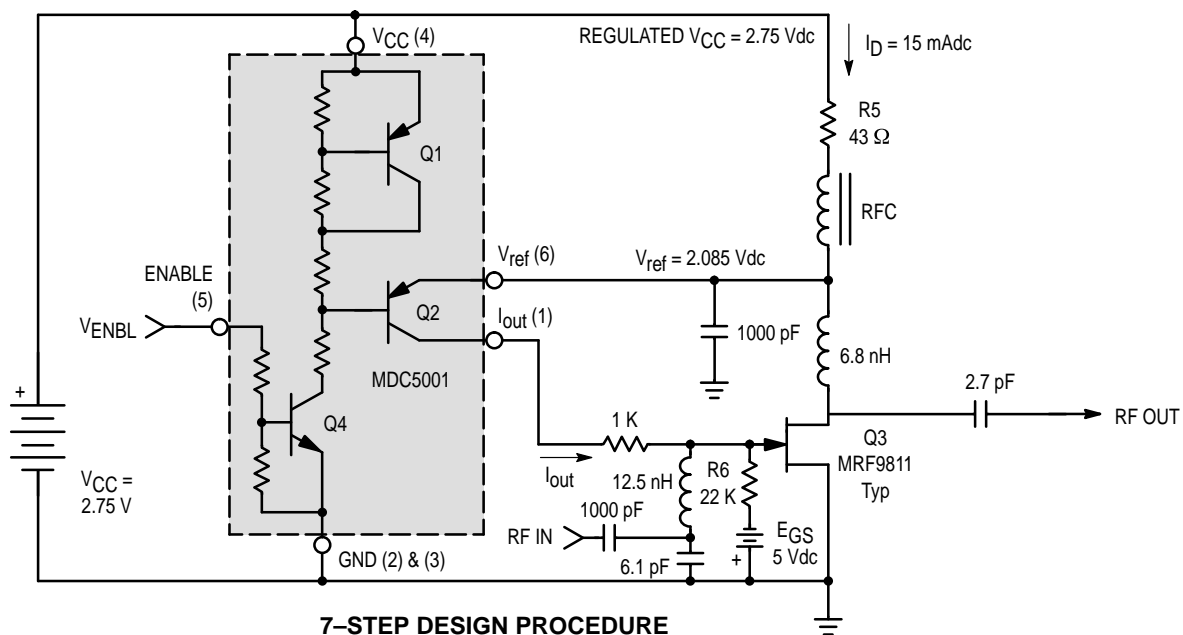 VCC (4)
REGULATED VCC = 2.75 Vdc
ID = 15 mAdc
R5
43 Ω
Q1
RFC
Vref (6)
Vref = 2.085 Vdc
ENABLE
(5)
VENBL
Q2
Iout (1)
1000 pF
6.8 nH
MDC5001
2.7 pF
RF OUT
Q4
1 K
Q3
MRF9811
Typ
Iout
12.5 nH
R6
22 K
+
VCC =
2.75 V
1000 pF
RF IN
EGS
5 Vdc
+
6.1 pF
GND (2) & (3)
7–STEP DESIGN PROCEDURE